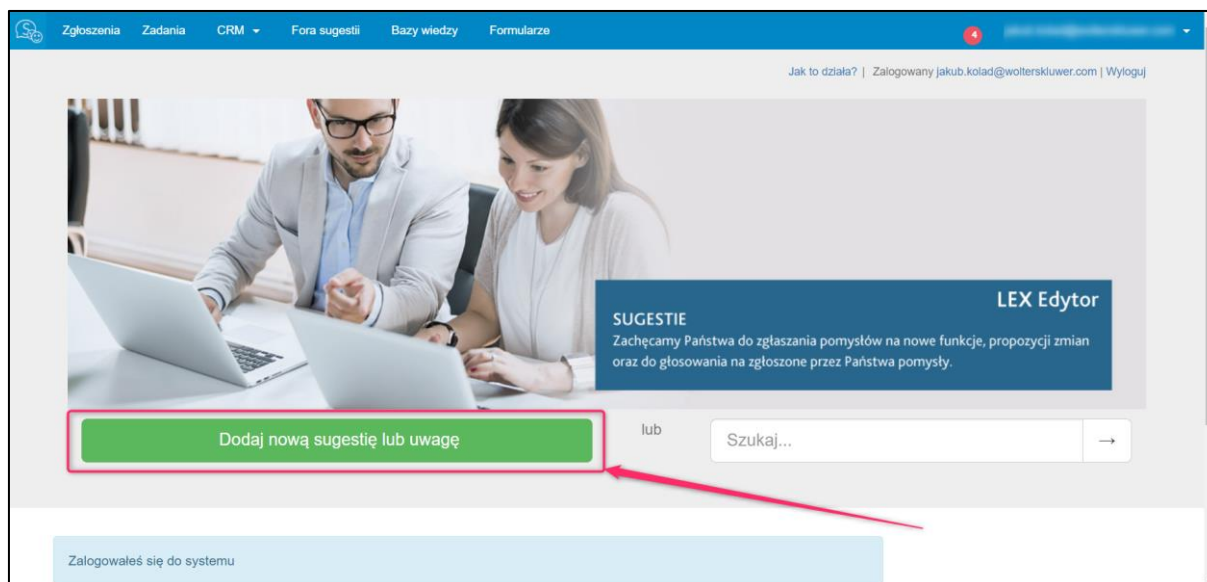 Zgłoszenia Zadania CRM Fora sugestii Bazy wiedzy Formularze 4
Jak to działa? | Zalogowany jakub.kolad@wolterskluwer.com | Wyloguj
LEX Edytor
SUGESTIE
Zachęcamy Państwa do zgłaszania pomysłów na nowe funkcje, propozycji zmian
oraz do głosowania na zgłoszone przez Państwa pomysły.
Dodaj nową sugestię lub uwagę
lub
Szukaj... →
Zalogowałeś się do systemu